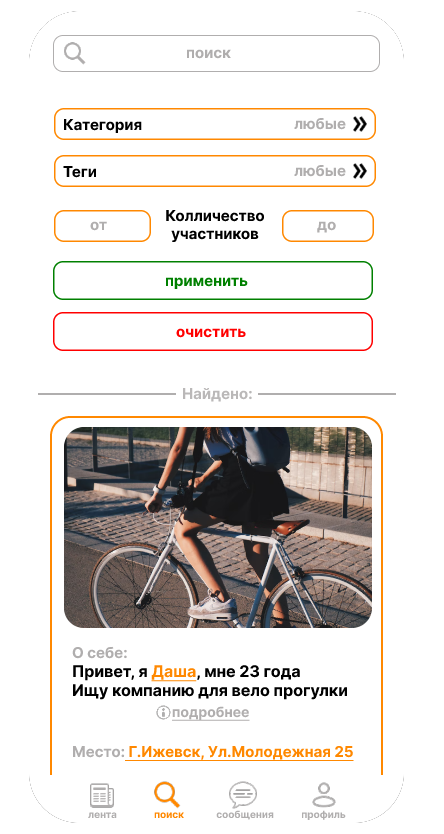 поиск
Категория любые
Теги любые
от Колличество участников до
применить
очистить
Найдено:
О себе:
Привет, я Даша, мне 23 года
Ищу компанию для вело прогулки
подробнее
Место: Г.Ижевск, Ул.Молодежная 25
лента поиск сообщения профиль